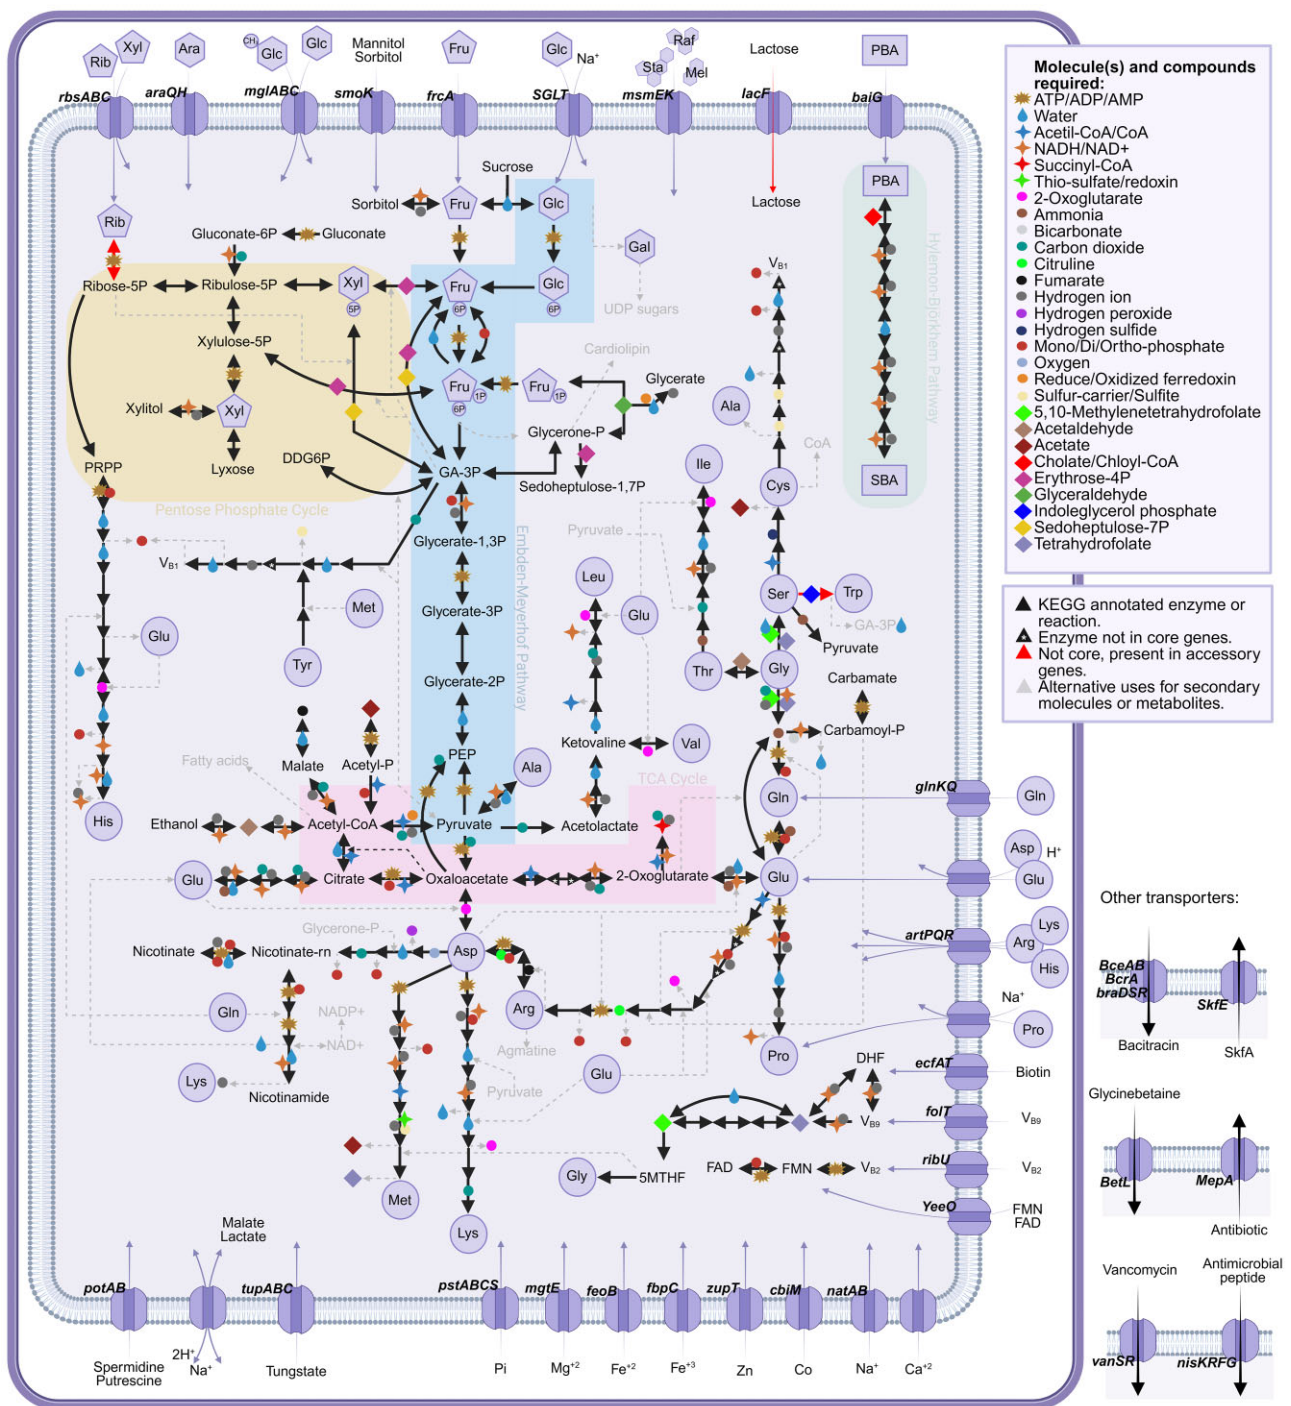 Rib
Xyl
Ara
CH₃
Glc
Glc
Mannitol
Sorbitol
Fru
Glc
Na⁺
Raf
Sta
Mel
Lactose
PBA
rbsABC
araQH
mglABC
smoK
frcA
SGLT
msmEK
lacF
baiG
Molecule(s) and compounds
required:
ATP/ADP/AMP
Water
Acetil-CoA/CoA
NADH/NAD+
Succinyl-CoA
Thio-sulfate/redoxin
2-Oxoglutarate
Ammonia
Bicarbonate
Carbon dioxide
Citruline
Fumarate
Hydrogen ion
Hydrogen peroxide
Hydrogen sulfide
Mono/Di/Ortho-phosphate
Oxygen
Reduce/Oxidized ferredoxin
Sulfur-carrier/Sulfite
5,10-Methylenetetrahydrofolate
Acetaldehyde
Acetate
Cholate/Chloyl-CoA
Erythrose-4P
Glyceraldehyde
Indoleglycerol phosphate
Sedoheptulose-7P
Tetrahydrofolate
KEGG annotated enzyme or
reaction.
Enzyme not in core genes.
Not core, present in accessory
genes.
Alternative uses for secondary
molecules or metabolites.
Sucrose
Sorbitol
Fru
Glc
Lactose
PBA
Rib
Gluconate-6P
Gluconate
Gal
Hylemon-Björkhem Pathway
Ribose-5P
Ribulose-5P
Xyl
5P
Fru
6P
Glc
6P
UDP sugars
V_B1
Xylulose-5P
Cardiolipin
Fru
1P
6P
Fru
1P
Glycerate
Xylitol
Xyl
Ala
Glycerone-P
CoA
Lyxose
PRPP
DDG6P
GA-3P
Sedoheptulose-1,7P
Ile
Cys
SBA
Pentose Phosphate Cycle
Embden-Meyerhof Pathway
Glycerate-1,3P
Pyruvate
V_B1
Met
Leu
Glu
Ser
Trp
Glycerate-3P
Glu
GA-3P
Pyruvate
Tyr
Thr
Gly
Glycerate-2P
Carbamate
Carbamoyl-P
Ketovaline
Val
Fatty acids
Malate
Acetyl-P
PEP
Ala
TCA Cycle
Gln
glnKQ
Gln
His
Ethanol
Acetyl-CoA
Pyruvate
Acetolactate
Asp
H⁺
Glu
Glu
Citrate
Oxaloacetate
2-Oxoglutarate
Glu
Glycerone-P
Nicotinate
Nicotinate-rn
Asp
artPQR
Lys
Arg
His
Gln
NADP+
NAD+
Arg
Agmatine
Na⁺
Pro
Lys
Nicotinamide
Pyruvate
Glu
Pro
DHF
ecfAT
Biotin
V_B9
folT
V_B9
FAD
FMN
V_B2
ribU
V_B2
Met
Gly
5MTHF
YeeO
FMN
FAD
Lys
Malate
Lactate
potAB
tupABC
pstABCS
mgtE
feoB
fbpC
zupT
cbiM
natAB
Spermidine
Putrescine
2H⁺
Na⁺
Tungstate
Pi
Mg⁺²
Fe⁺²
Fe⁺³
Zn
Co
Na⁺
Ca⁺²
Other transporters:
BceAB
BcrA
braDSR
SkfE
Bacitracin
SkfA
Glycinebetaine
BetL
MepA
Antibiotic
Vancomycin
Antimicrobial
peptide
vanSR
nisKRFG